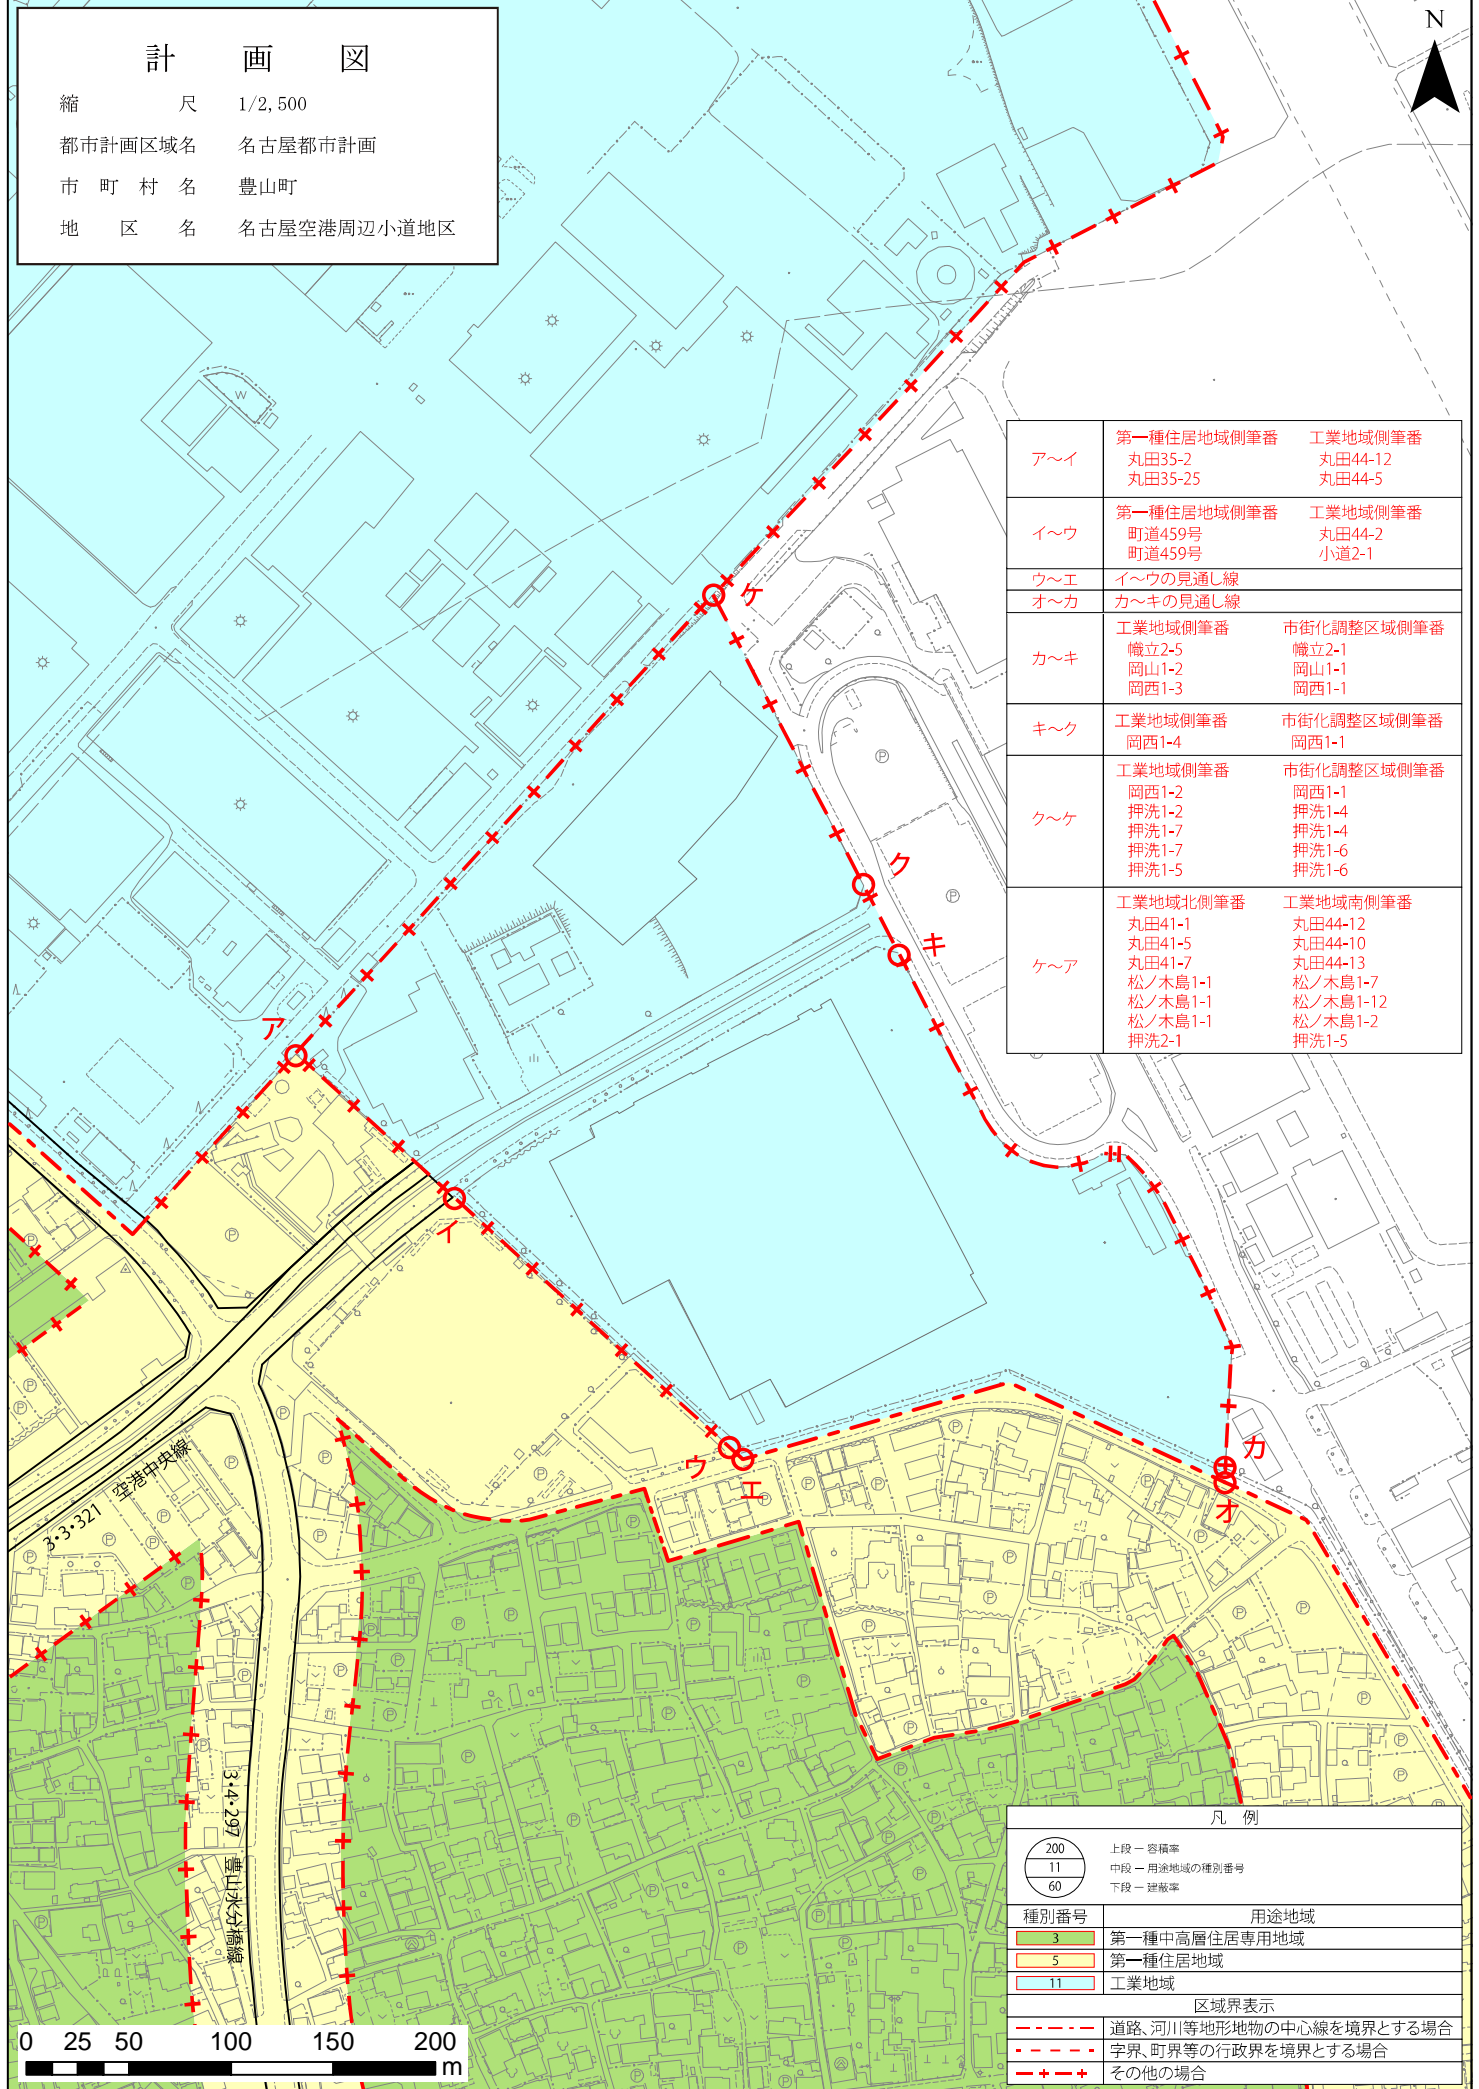 計 画 図
縮 尺 1/2,500
都市計画区域名 名古屋都市計画
市 町 村 名 豊山町
地 区 名 名古屋空港周辺小道地区
N
ア～イ 第一種住居地域側筆番 工業地域側筆番
丸田35-2 丸田44-12
丸田35-25 丸田44-5
イ～ウ 第一種住居地域側筆番 工業地域側筆番
町道459号 丸田44-2
町道459号 小道2-1
ウ～エ イ～ウの見通し線
オ～カ カ～キの見通し線
カ～キ 工業地域側筆番 市街化調整区域側筆番
幟立2-5 幟立2-1
岡山1-2 岡山1-1
岡西1-3 岡西1-1
キ～ク 工業地域側筆番 市街化調整区域側筆番
岡西1-4 岡西1-1
ク～ケ 工業地域側筆番 市街化調整区域側筆番
岡西1-2 岡西1-1
押洗1-2 押洗1-4
押洗1-7 押洗1-4
押洗1-7 押洗1-6
押洗1-5 押洗1-6
ケ～ア 工業地域北側筆番 工業地域南側筆番
丸田41-1 丸田44-12
丸田41-5 丸田44-10
丸田41-7 丸田44-13
松ノ木島1-1 松ノ木島1-7
松ノ木島1-1 松ノ木島1-12
松ノ木島1-1 松ノ木島1-2
押洗2-1 押洗1-5
ケ
ク
キ
ア
イ
ウ
エ
カ
オ
3・3・321 空港中央線
3・4・297 豊山水分橋線
凡 例
200 上段 － 容積率
11 中段 － 用途地域の種別番号
60 下段 － 建蔽率
種別番号 用途地域
3 第一種中高層住居専用地域
5 第一種住居地域
11 工業地域
区域界表示
道路、河川等地形地物の中心線を境界とする場合
字界、町界等の行政界を境界とする場合
その他の場合
0 25 50 100 150 200
m